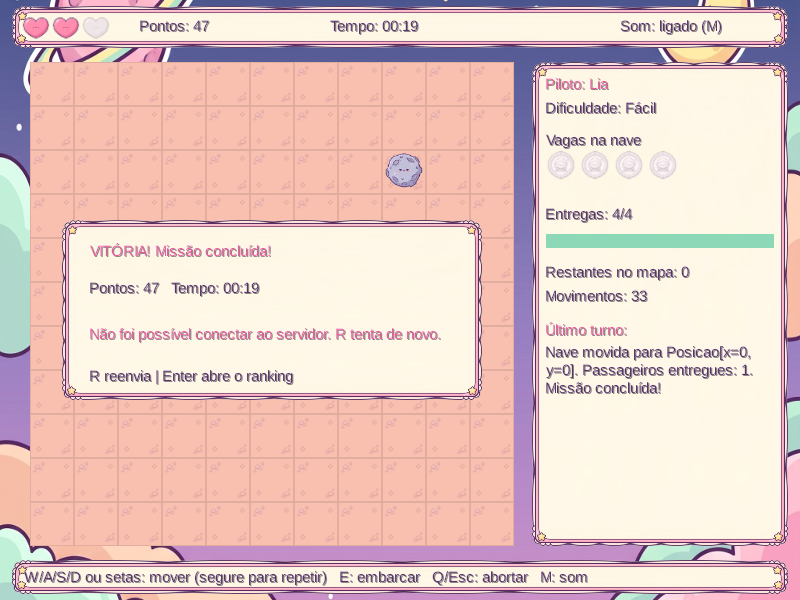 Pontos: 47 Tempo: 00:19 Som: ligado (M)
Piloto: Lia
Dificuldade: Fácil
Vagas na nave
Entregas: 4/4
Restantes no mapa: 0
Movimentos: 33
Último turno:
Nave movida para Posicao[x=0,
y=0]. Passageiros entregues: 1.
Missão concluída!
VITÓRIA! Missão concluída!
Pontos: 47 Tempo: 00:19
Não foi possível conectar ao servidor. R tenta de novo.
R reenvia | Enter abre o ranking
W/A/S/D ou setas: mover (segure para repetir) E: embarcar Q/Esc: abortar M: som